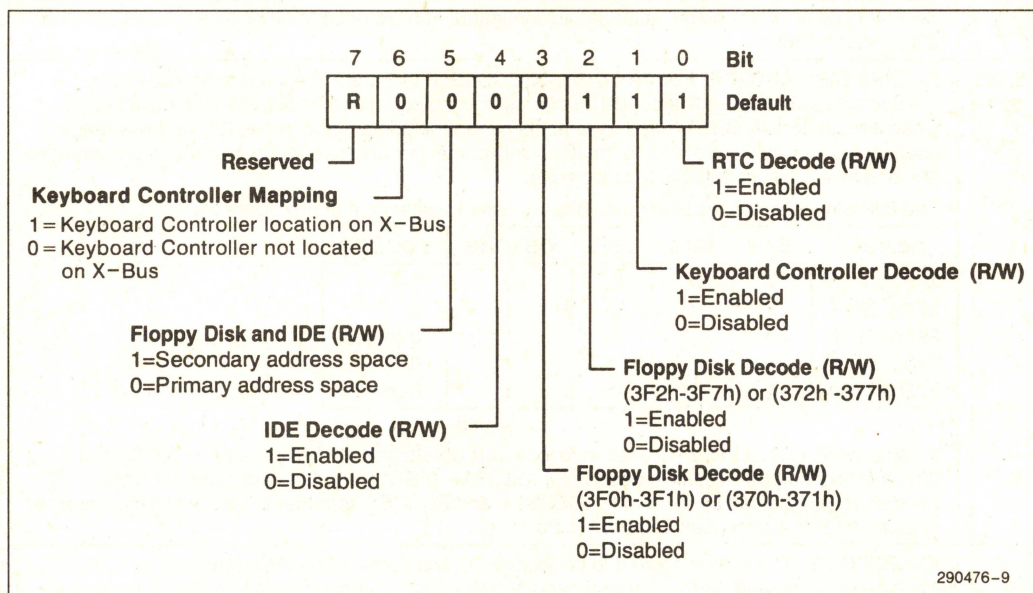 7 6 5 4 3 2 1 0 Bit
R 0 0 0 0 1 1 1 Default
Reserved
Keyboard Controller Mapping
1=Keyboard Controller location on X-Bus
0=Keyboard Controller not located
on X-Bus
Floppy Disk and IDE (R/W)
1=Secondary address space
0=Primary address space
IDE Decode (R/W)
1=Enabled
0=Disabled
RTC Decode (R/W)
1=Enabled
0=Disabled
Keyboard Controller Decode (R/W)
1=Enabled
0=Disabled
Floppy Disk Decode (R/W)
(3F2h-3F7h) or (372h -377h)
1=Enabled
0=Disabled
Floppy Disk Decode (R/W)
(3F0h-3F1h) or (370h-371h)
1=Enabled
0=Disabled
290476-9